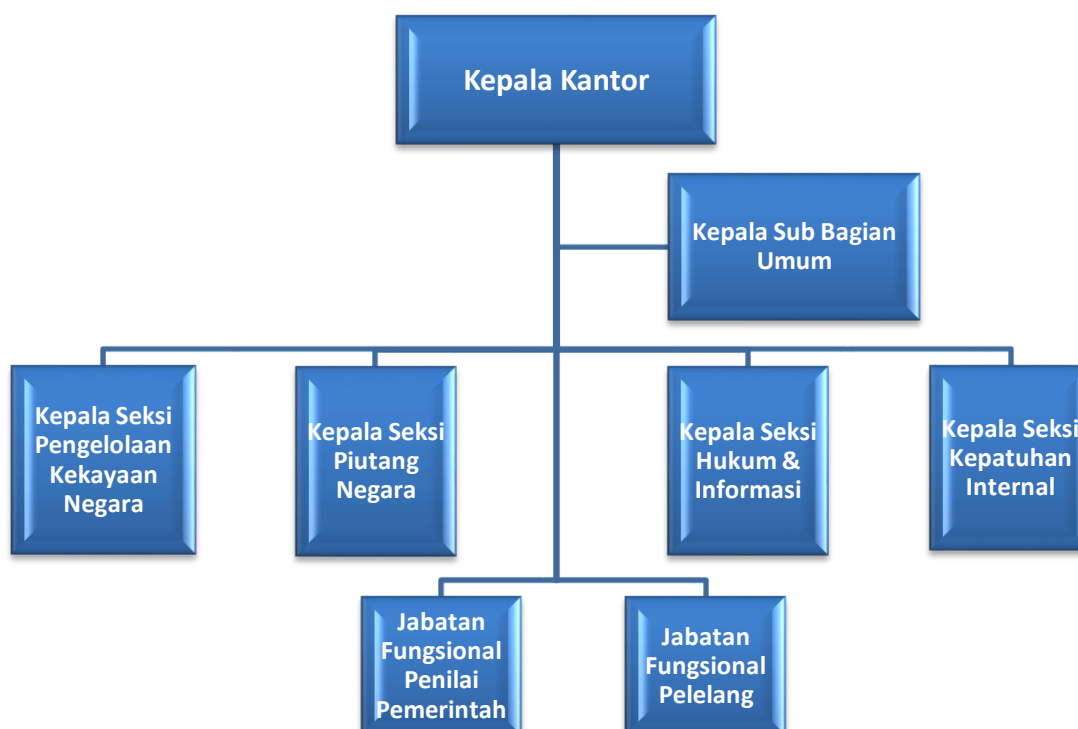 Kepala Kantor
Kepala Sub Bagian
Umum
Kepala Seksi
Pengelolaan
Kekayaan
Negara
Kepala Seksi
Piutang
Negara
Kepala Seksi
Hukum &
Informasi
Kepala Seksi
Kepatuhan
Internal
Jabatan
Fungsional
Penilai
Pemerintah
Jabatan
Fungsional
Pelelang